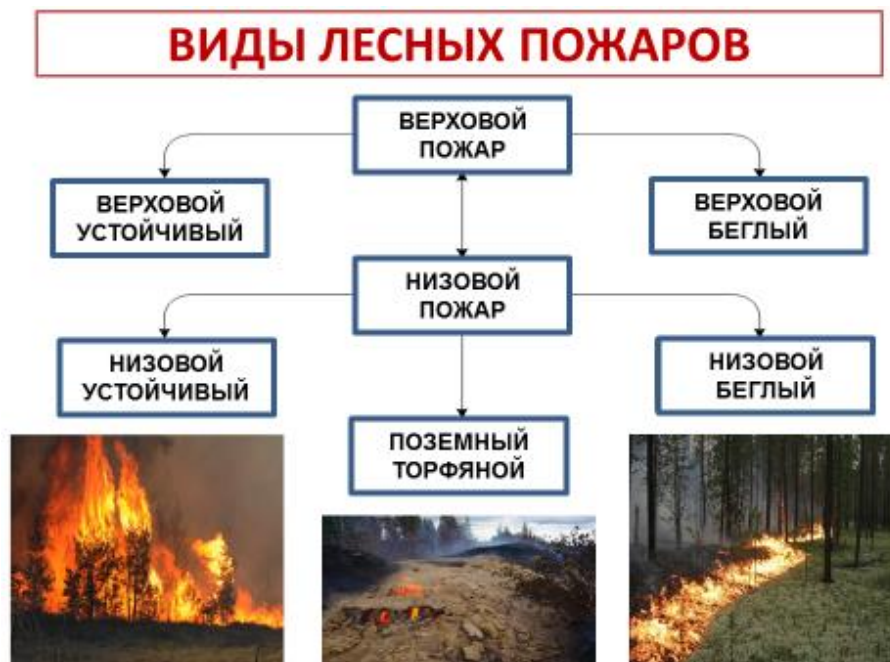 ВИДЫ ЛЕСНЫХ ПОЖАРОВ
ВЕРХОВОЙ
ПОЖАР
ВЕРХОВОЙ
УСТОЙЧИВЫЙ
ВЕРХОВОЙ
БЕГЛЫЙ
НИЗОВОЙ
ПОЖАР
НИЗОВОЙ
УСТОЙЧИВЫЙ
НИЗОВОЙ
БЕГЛЫЙ
ПОЗЕМНЫЙ
ТОРФЯНОЙ